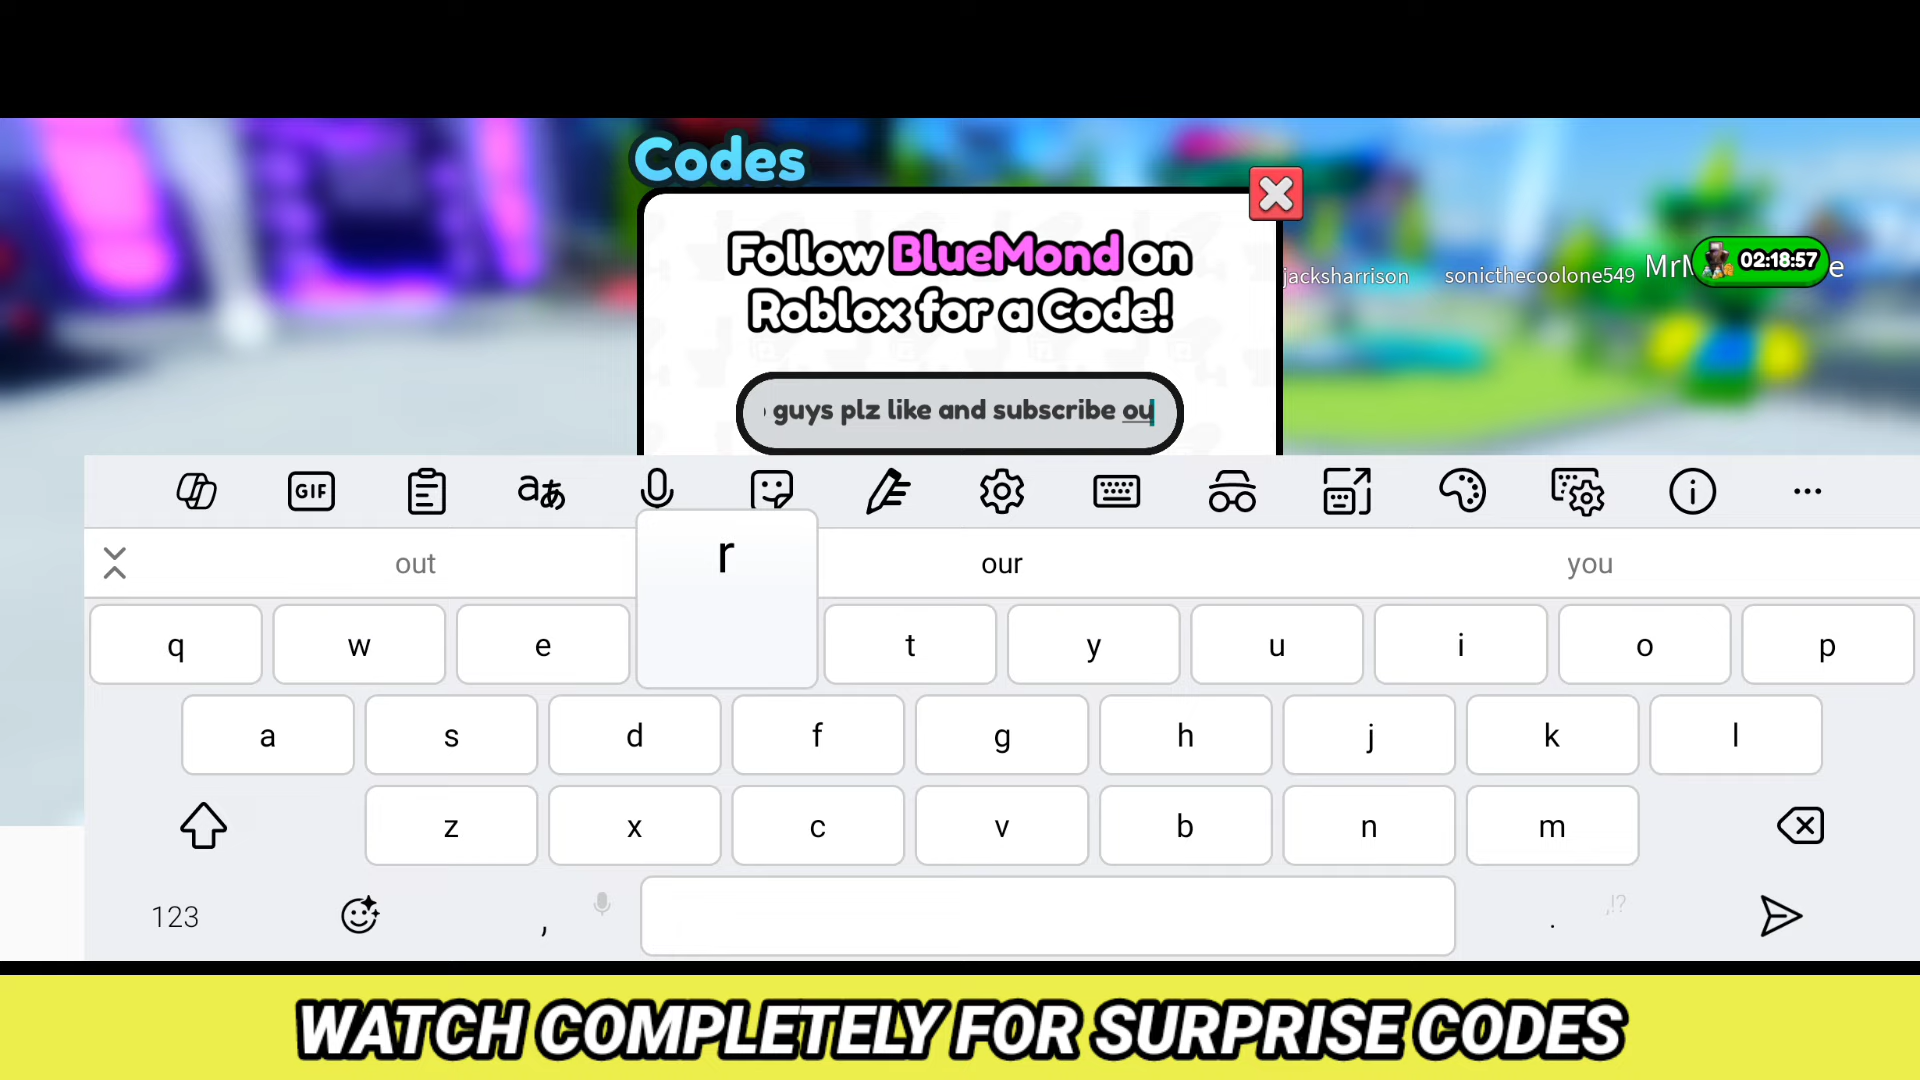 Codes
Follow BlueMond on
Roblox for a Code!
jacksharrison
sonicthecoolone549
02:18:57
guys plz like and subscribe ou
GIF
out
our
you
q w e r t y u i o p
a s d f g h j k l
z x c v b n m
123 , . ,!?
WATCH COMPLETELY FOR SURPRISE CODES